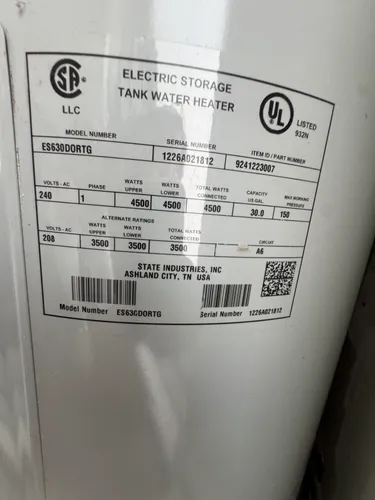 SA
LLC
ELECTRIC STORAGE
TANK WATER HEATER
UL LISTED
932N
MODEL NUMBER SERIAL NUMBER ITEM ID / PART NUMBER
ES630DORTG 1226A021812 9241223007
VOLTS - AC PHASE WATTS UPPER WATTS LOWER TOTAL WATTS CONNECTED CAPACITY US.GAL. MAX WORKING PRESSURE
240 1 4500 4500 4500 30.0 150
ALTERNATE RATINGS
VOLTS - AC WATTS UPPER WATTS LOWER TOTAL WATTS CONNECTED CIRCUIT
208 3500 3500 3500 A6
STATE INDUSTRIES, INC
ASHLAND CITY, TN USA
Model Number ES630DORTG Serial Number 1226A021812